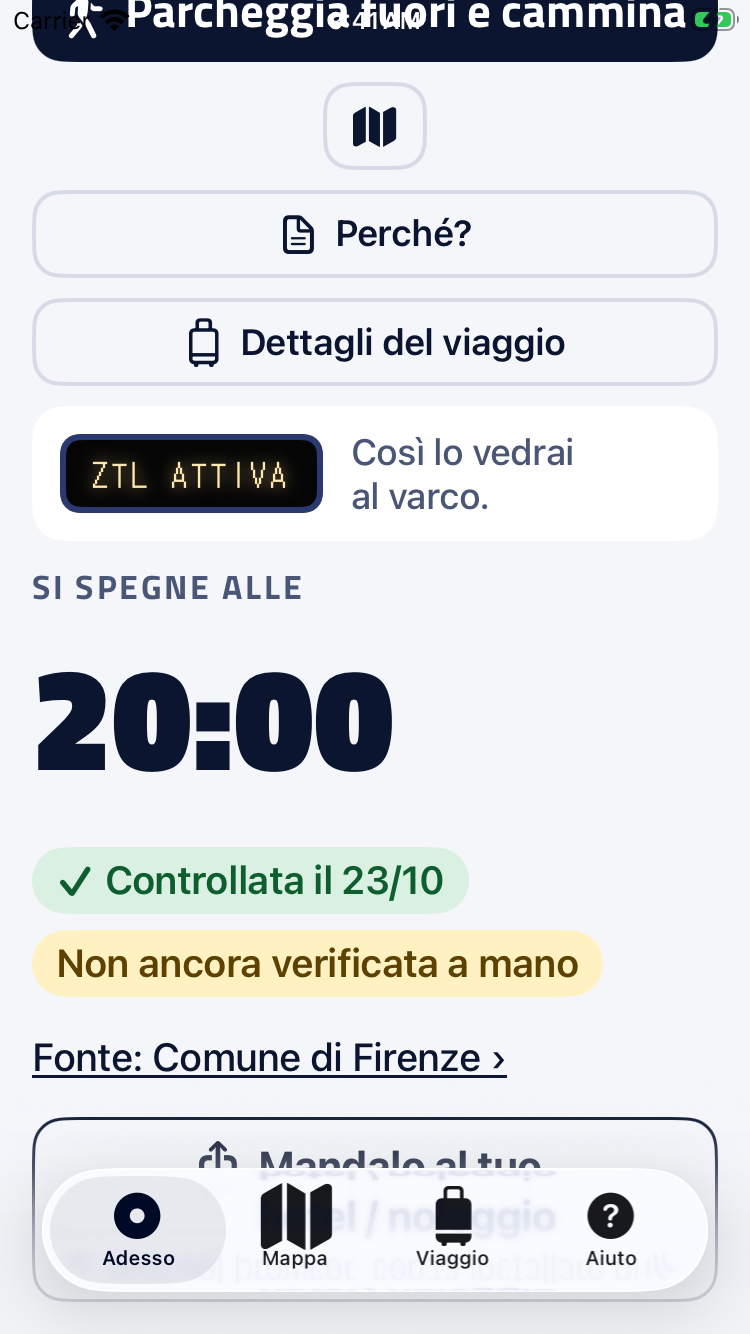 Parcheggia fuori e cammina
Carrier
Perché?
Dettagli del viaggio
ZTL ATTIVA
Così lo vedrai
al varco.
SI SPEGNE ALLE
20:00
Controllata il 23/10
Non ancora verificata a mano
Fonte: Comune di Firenze ›
Mandalo al tuo
hotel / noleggio
Adesso
Mappa
Viaggio
Aiuto